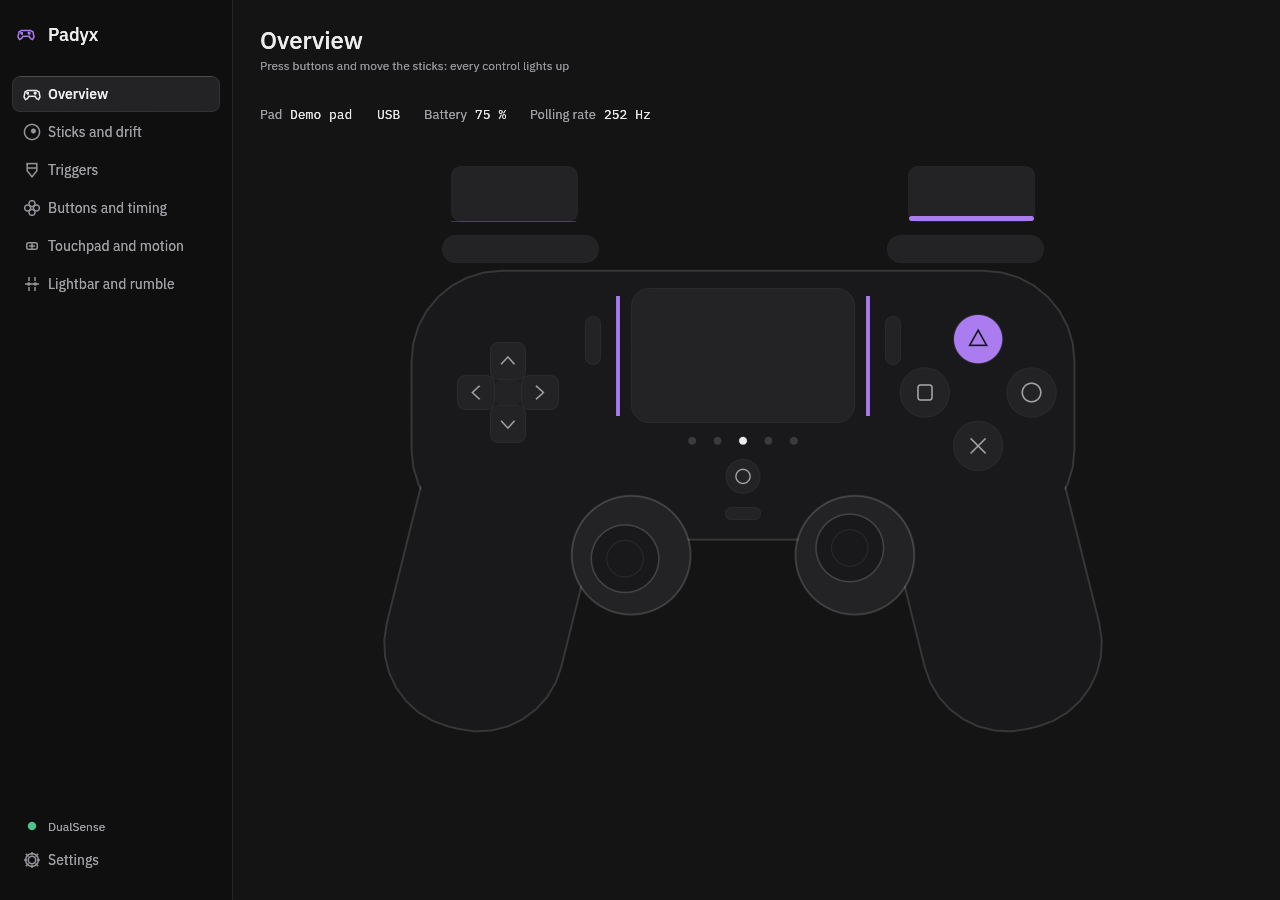 Padyx
Overview
Sticks and drift
Triggers
Buttons and timing
Touchpad and motion
Lightbar and rumble
DualSense
Settings
Overview
Press buttons and move the sticks: every control lights up
Pad Demo pad USB Battery 75 % Polling rate 252 Hz